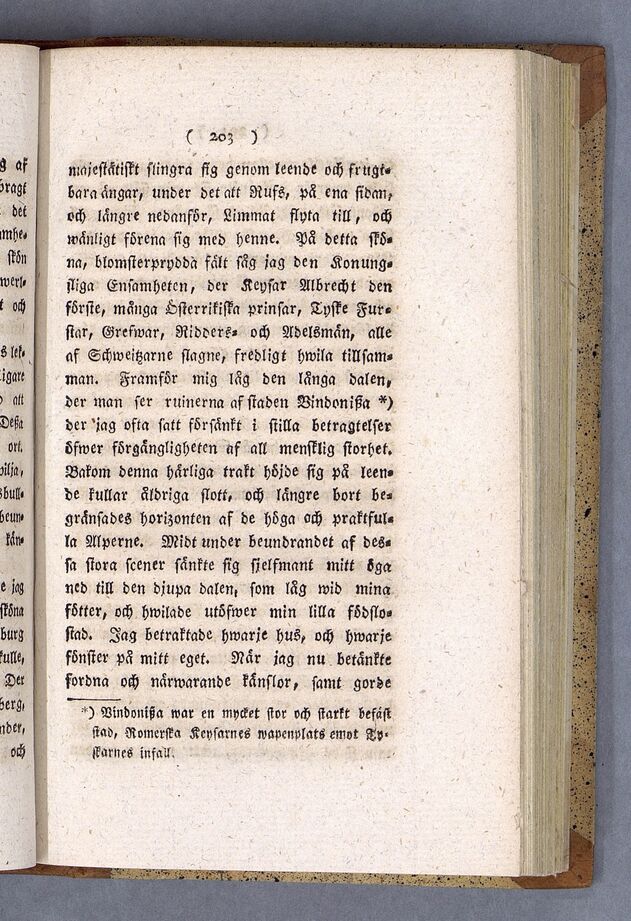 ( 203 )
majestätiskt slingra sig genom leende och frugt-
bara ängar, under det att Rufs, på ena sidan,
och längre nedanför, Limmat flyta till, och
wänligt förena sig med henne. På detta skö-
na, blomsterprydda fält såg jag den Konung-
sliga Ensamheten, der Keysar Albrecht den
förste, många Österrikiska prinsar, Tyske Fur-
star, Grefwar, Ridders- och Adelsmän, alle
af Schweitzarne slagne, fredligt hwila tillsam-
man. Framför mig låg den långa dalen,
der man ser ruinerna af staden Vindonißa *)
der jag ofta satt försänkt i stilla betragtelser
öfwer förgängligheten af all mensklig storhet.
Bakom denna härliga trakt höjde sig på leen-
de kullar åldriga slott, och längre bort be-
gränsades horizonten af de höga och praktful-
la Alperne. Midt under beundrandet af des-
sa stora scener sänkte sig sjelfmant mitt öga
ned till den djupa dalen, som låg wid mina
fötter, och hwilade utöfwer min lilla födslo-
stad. Jag betraktade hwarje hus, och hwarje
fönster på mitt eget. När jag nu betänkte
fordna och närwarande känslor, samt gorde
*) Vindonißa war en mycket stor och starkt befäst
stad, Romerska Keysarnes wapenplats emot Ty-
skarnes infall.